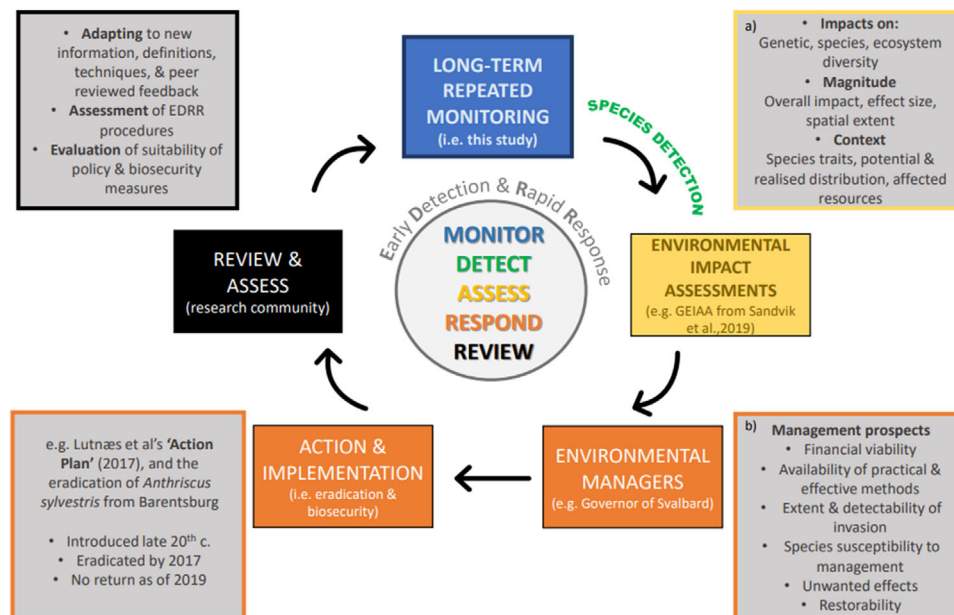 • Adapting to new
information, definitions,
techniques, & peer
reviewed feedback
• Assessment of EDRR
procedures
• Evaluation of suitability of
policy & biosecurity
measures
LONG-TERM
REPEATED
MONITORING
(i.e. this study)
SPECIES DETECTION
a)
• Impacts on:
Genetic, species, ecosystem
diversity
• Magnitude
Overall impact, effect size,
spatial extent
• Context
Species traits, potential &
realised distribution, affected
resources
Early Detection & Rapid Response
MONITOR
DETECT
ASSESS
RESPOND
REVIEW
REVIEW &
ASSESS
(research community)
ENVIRONMENTAL
IMPACT
ASSESSMENTS
(e.g. GEIAA from Sandvik
et al.,2019)
e.g. Lutnæs et al's 'Action
Plan' (2017), and the
eradication of Anthriscus
sylvestris from Barentsburg
• Introduced late 20th c.
• Eradicated by 2017
• No return as of 2019
ACTION &
IMPLEMENTATION
(i.e. eradication &
biosecurity)
ENVIRONMENTAL
MANAGERS
(e.g. Governor of Svalbard)
b)
Management prospects
• Financial viability
• Availability of practical &
effective methods
• Extent & detectability of
invasion
• Species susceptibility to
management
• Unwanted effects
• Restorability